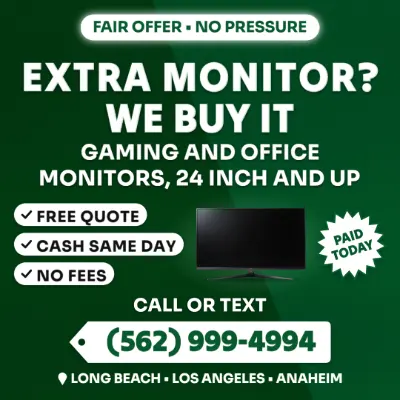 FAIR OFFER • NO PRESSURE
EXTRA MONITOR?
WE BUY IT
GAMING AND OFFICE
MONITORS, 24 INCH AND UP
FREE QUOTE
CASH SAME DAY
NO FEES
PAID
TODAY
CALL OR TEXT
(562) 999-4994
LONG BEACH • LOS ANGELES • ANAHEIM